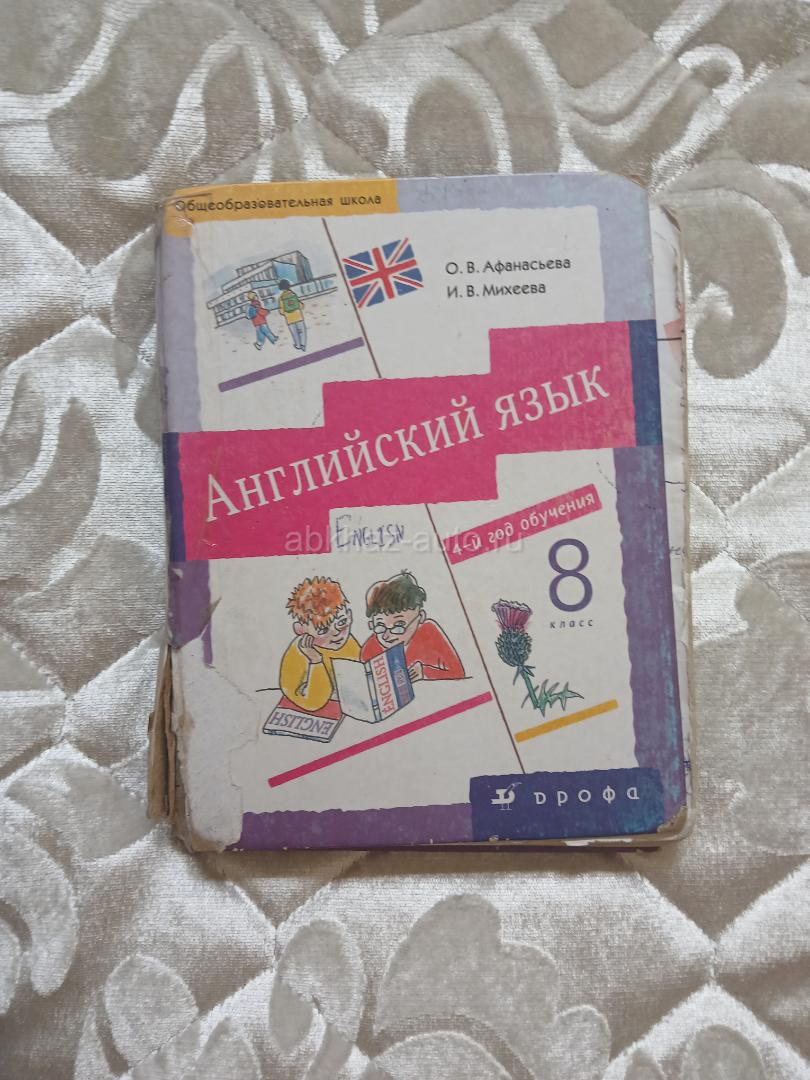 Общеобразовательная школа
О. В. Афанасьева
И. В. Михеева
Английский язык
English
abkhaz-auto.ru
4-й год обучения
8
класс
ENGLISH
ENGLISH
дрофа